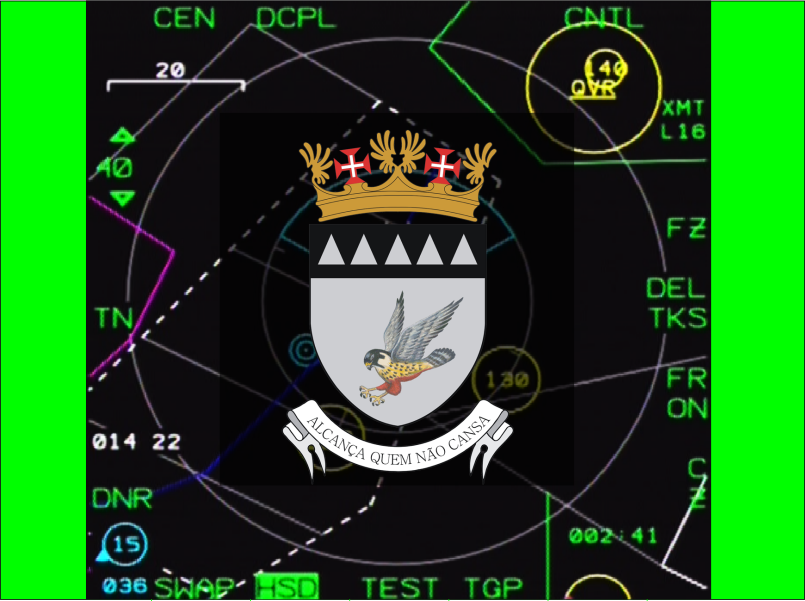 CEN DCPL CNTL
20
140
QVR
XMT
L16
40
FZ
DEL
TKS
TN
130
FR
ON
014 22
ALCANÇA QUEM NÃO CANSA
C
Z
DNR
002:41
15
036 SWAP HSD TEST TGP